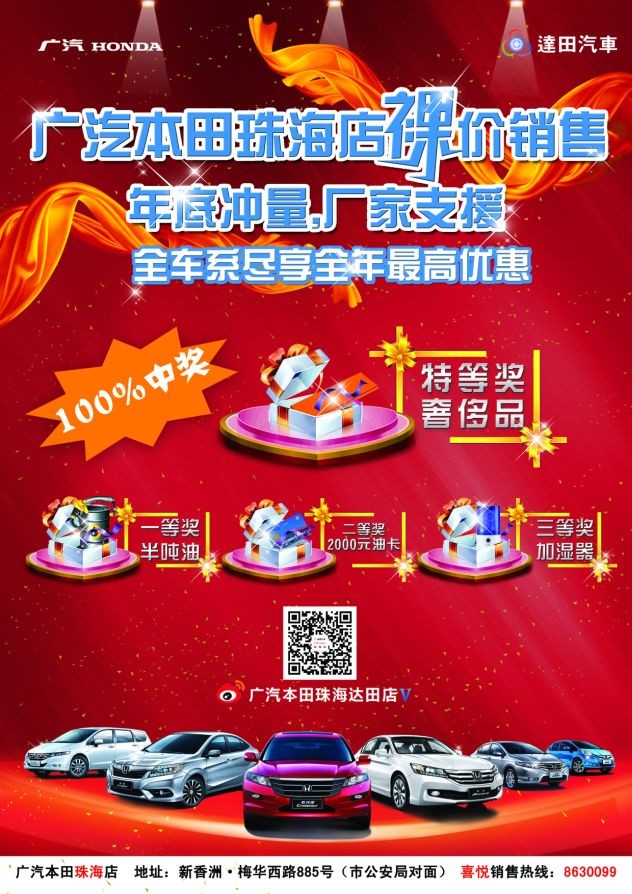 广汽 HONDA 達田汽車
广汽本田珠海店裸价销售
年底冲量,厂家支援
全车系尽享全年最高优惠
100%中奖
特等奖
奢侈品
一等奖
半吨油
二等奖
2000元油卡
三等奖
加湿器
广汽本田珠海达田店V
广汽本田珠海店 地址：新香洲·梅华西路885号（市公安局对面） 喜悦销售热线：8630099